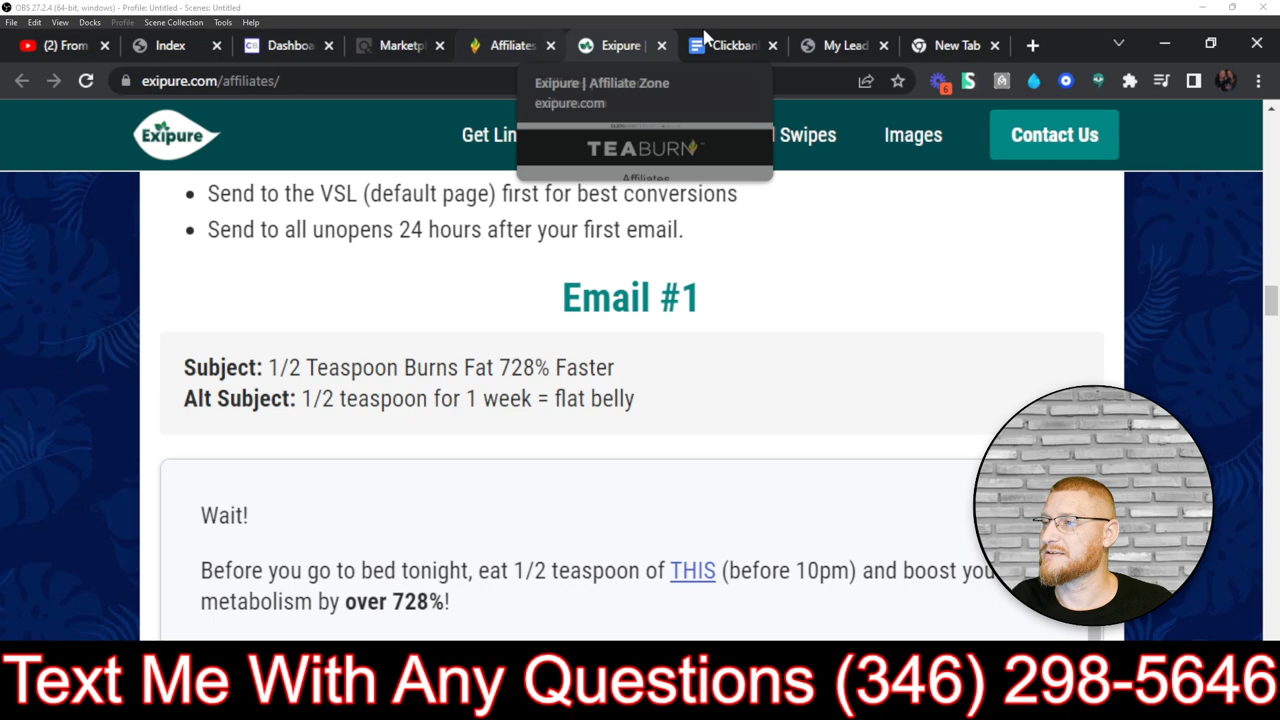 OBS 27.2.4 (64-bit, windows) - Profile: Untitled - Scenes: Untitled
File Edit View Docks Profile Scene Collection Tools Help
(2) From Index Dashbo Marketpl Affiliates Exipure | Clickban My Lead New Tab
exipure.com/affiliates/
6
Exipure | Affiliate Zone
exipure.com
TEABURN
Affiliates
Exipure
Get Lin Swipes Images Contact Us
• Send to the VSL (default page) first for best conversions
• Send to all unopens 24 hours after your first email.
Email #1
Subject: 1/2 Teaspoon Burns Fat 728% Faster
Alt Subject: 1/2 teaspoon for 1 week = flat belly
Wait!
Before you go to bed tonight, eat 1/2 teaspoon of THIS (before 10pm) and boost you
metabolism by over 728%!
Text Me With Any Questions (346) 298-5646